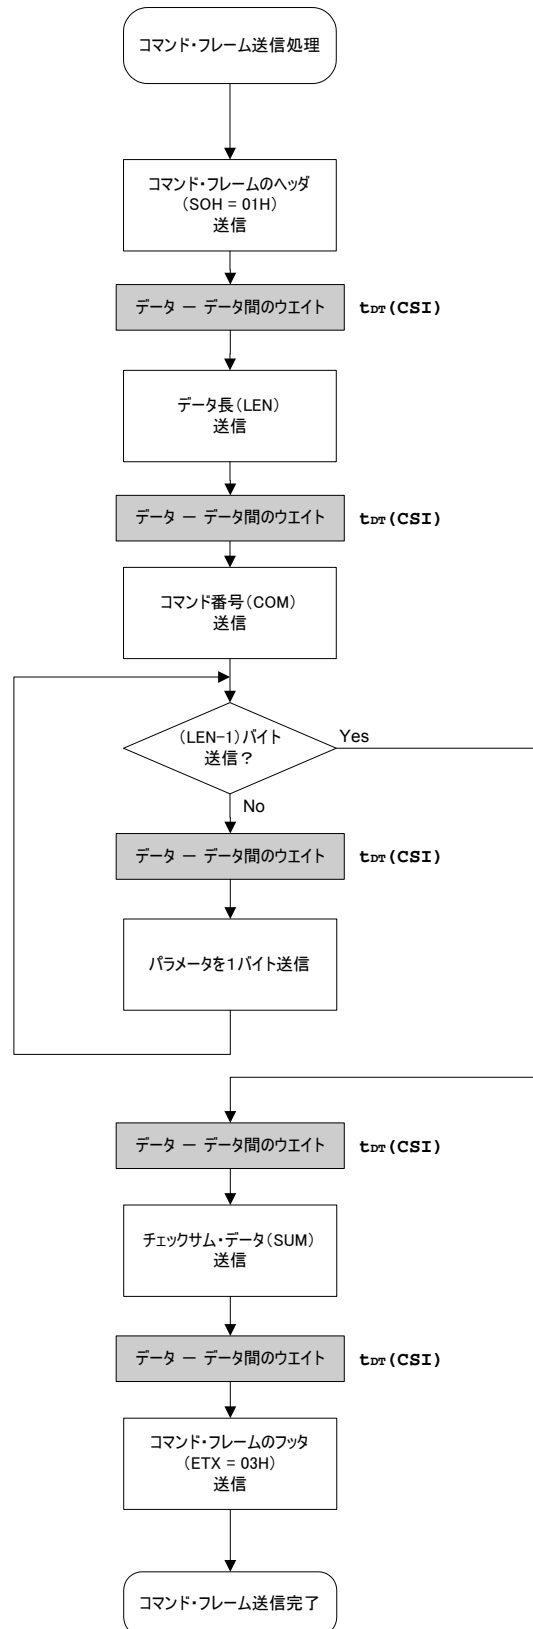 コマンド・フレーム送信処理
コマンド・フレームのヘッダ
(SOH = 01H)
送信
データ － データ間のウエイト tDT(CSI)
データ長(LEN)
送信
データ － データ間のウエイト tDT(CSI)
コマンド番号(COM)
送信
(LEN-1)バイト
送信？
Yes
No
データ － データ間のウエイト tDT(CSI)
パラメータを１バイト送信
データ － データ間のウエイト tDT(CSI)
チェックサム・データ(SUM)
送信
データ － データ間のウエイト tDT(CSI)
コマンド・フレームのフッタ
(ETX = 03H)
送信
コマンド・フレーム送信完了